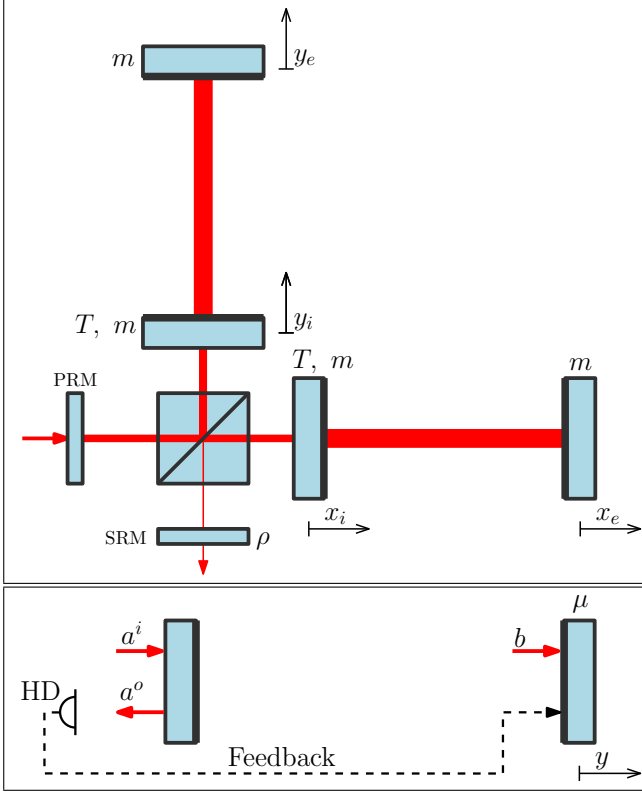 m
y_e
y_i
T, m
PRM
T, m
m
x_i
x_e
SRM
ρ
μ
a^i
b
HD
a^o
Feedback
y